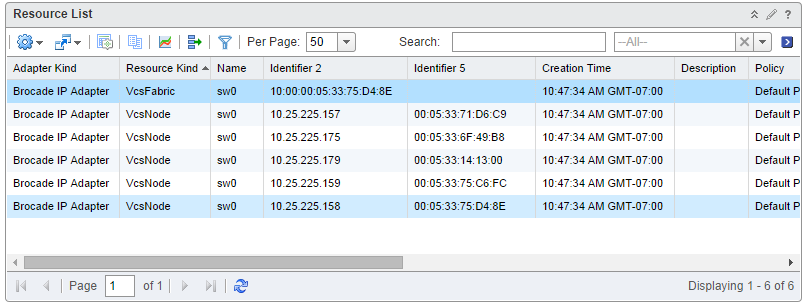 Resource List
Per Page: 50 Search: --All--
Adapter Kind Resource Kind Name Identifier 2 Identifier 5 Creation Time Description Policy
Brocade IP Adapter VcsFabric sw0 10:00:00:05:33:75:D4:8E 10:47:34 AM GMT-07:00 Default P
Brocade IP Adapter VcsNode sw0 10.25.225.157 00:05:33:71:D6:C9 10:47:34 AM GMT-07:00 Default P
Brocade IP Adapter VcsNode sw0 10.25.225.175 00:05:33:6F:49:B8 10:47:34 AM GMT-07:00 Default P
Brocade IP Adapter VcsNode sw0 10.25.225.179 00:05:33:14:13:00 10:47:34 AM GMT-07:00 Default P
Brocade IP Adapter VcsNode sw0 10.25.225.159 00:05:33:75:C6:FC 10:47:34 AM GMT-07:00 Default P
Brocade IP Adapter VcsNode sw0 10.25.225.158 00:05:33:75:D4:8E 10:47:34 AM GMT-07:00 Default P
Page 1 of 1 Displaying 1 - 6 of 6